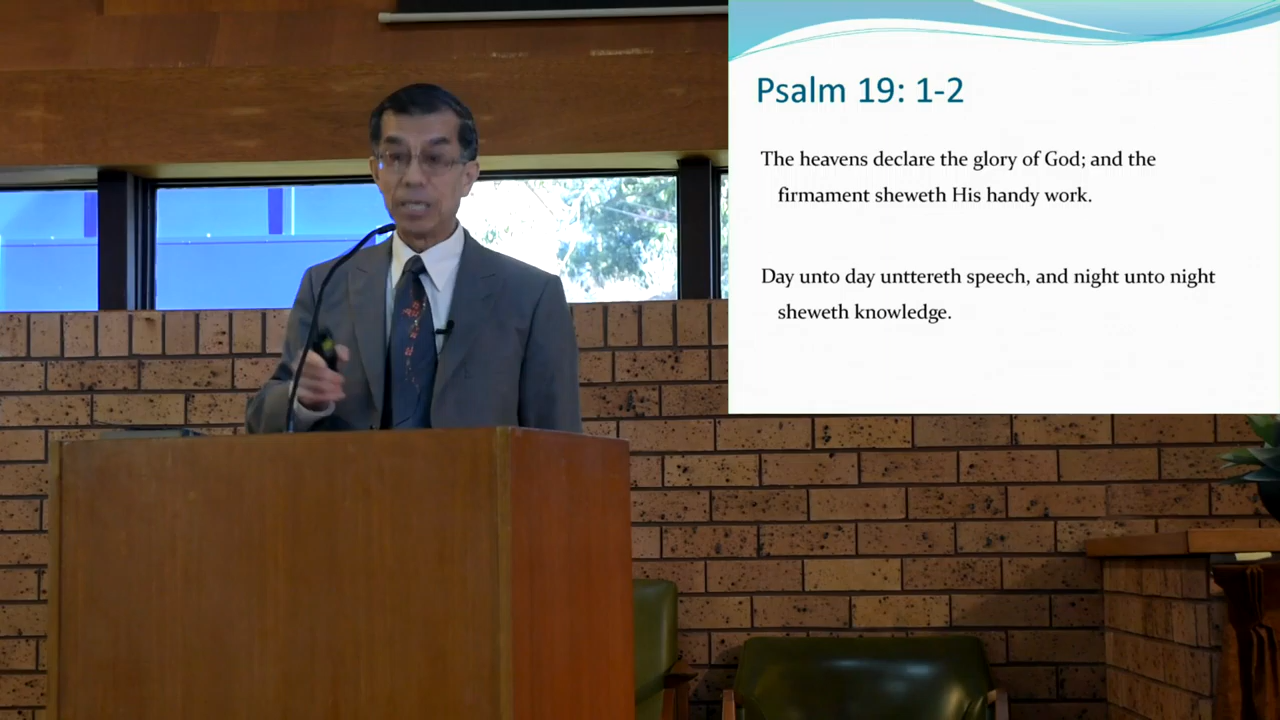 Psalm 19: 1-2
The heavens declare the glory of God; and the
firmament sheweth His handy work.
Day unto day unttereth speech, and night unto night
sheweth knowledge.